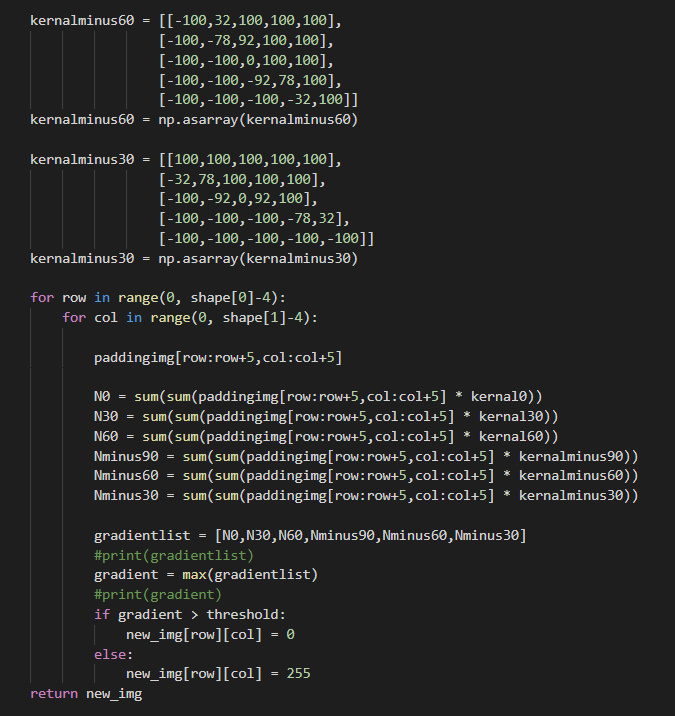 kernalminus60 = [[-100,32,100,100,100],
[-100,-78,92,100,100],
[-100,-100,0,100,100],
[-100,-100,-92,78,100],
[-100,-100,-100,-32,100]]
kernalminus60 = np.asarray(kernalminus60)
kernalminus30 = [[100,100,100,100,100],
[-32,78,100,100,100],
[-100,-92,0,92,100],
[-100,-100,-100,-78,32],
[-100,-100,-100,-100,-100]]
kernalminus30 = np.asarray(kernalminus30)
for row in range(0, shape[0]-4):
for col in range(0, shape[1]-4):
paddingimg[row:row+5,col:col+5]
N0 = sum(sum(paddingimg[row:row+5,col:col+5] * kernal0))
N30 = sum(sum(paddingimg[row:row+5,col:col+5] * kernal30))
N60 = sum(sum(paddingimg[row:row+5,col:col+5] * kernal60))
Nminus90 = sum(sum(paddingimg[row:row+5,col:col+5] * kernalminus90))
Nminus60 = sum(sum(paddingimg[row:row+5,col:col+5] * kernalminus60))
Nminus30 = sum(sum(paddingimg[row:row+5,col:col+5] * kernalminus30))
gradientlist = [N0,N30,N60,Nminus90,Nminus60,Nminus30]
#print(gradientlist)
gradient = max(gradientlist)
#print(gradient)
if gradient > threshold:
new_img[row][col] = 0
else:
new_img[row][col] = 255
return new_img